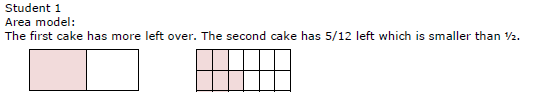 Student 1
Area model:
The first cake has more left over. The second cake has 5/12 left which is smaller than ½.